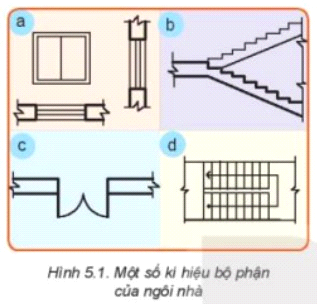 a
b
c
d
Hình 5.1. Một số kí hiệu bộ phận
của ngôi nhà